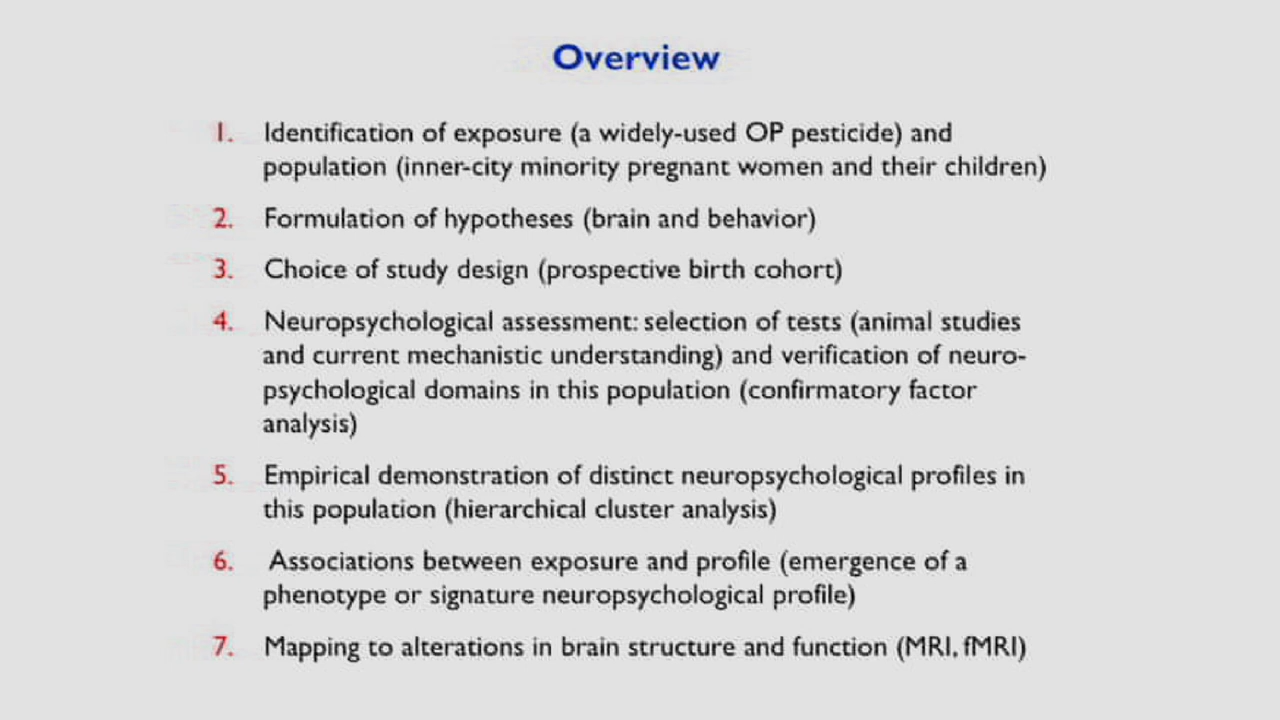 Overview
1. Identification of exposure (a widely-used OP pesticide) and
population (inner-city minority pregnant women and their children)
2. Formulation of hypotheses (brain and behavior)
3. Choice of study design (prospective birth cohort)
4. Neuropsychological assessment: selection of tests (animal studies
and current mechanistic understanding) and verification of neuro-
psychological domains in this population (confirmatory factor
analysis)
5. Empirical demonstration of distinct neuropsychological profiles in
this population (hierarchical cluster analysis)
6. Associations between exposure and profile (emergence of a
phenotype or signature neuropsychological profile)
7. Mapping to alterations in brain structure and function (MRI, fMRI)